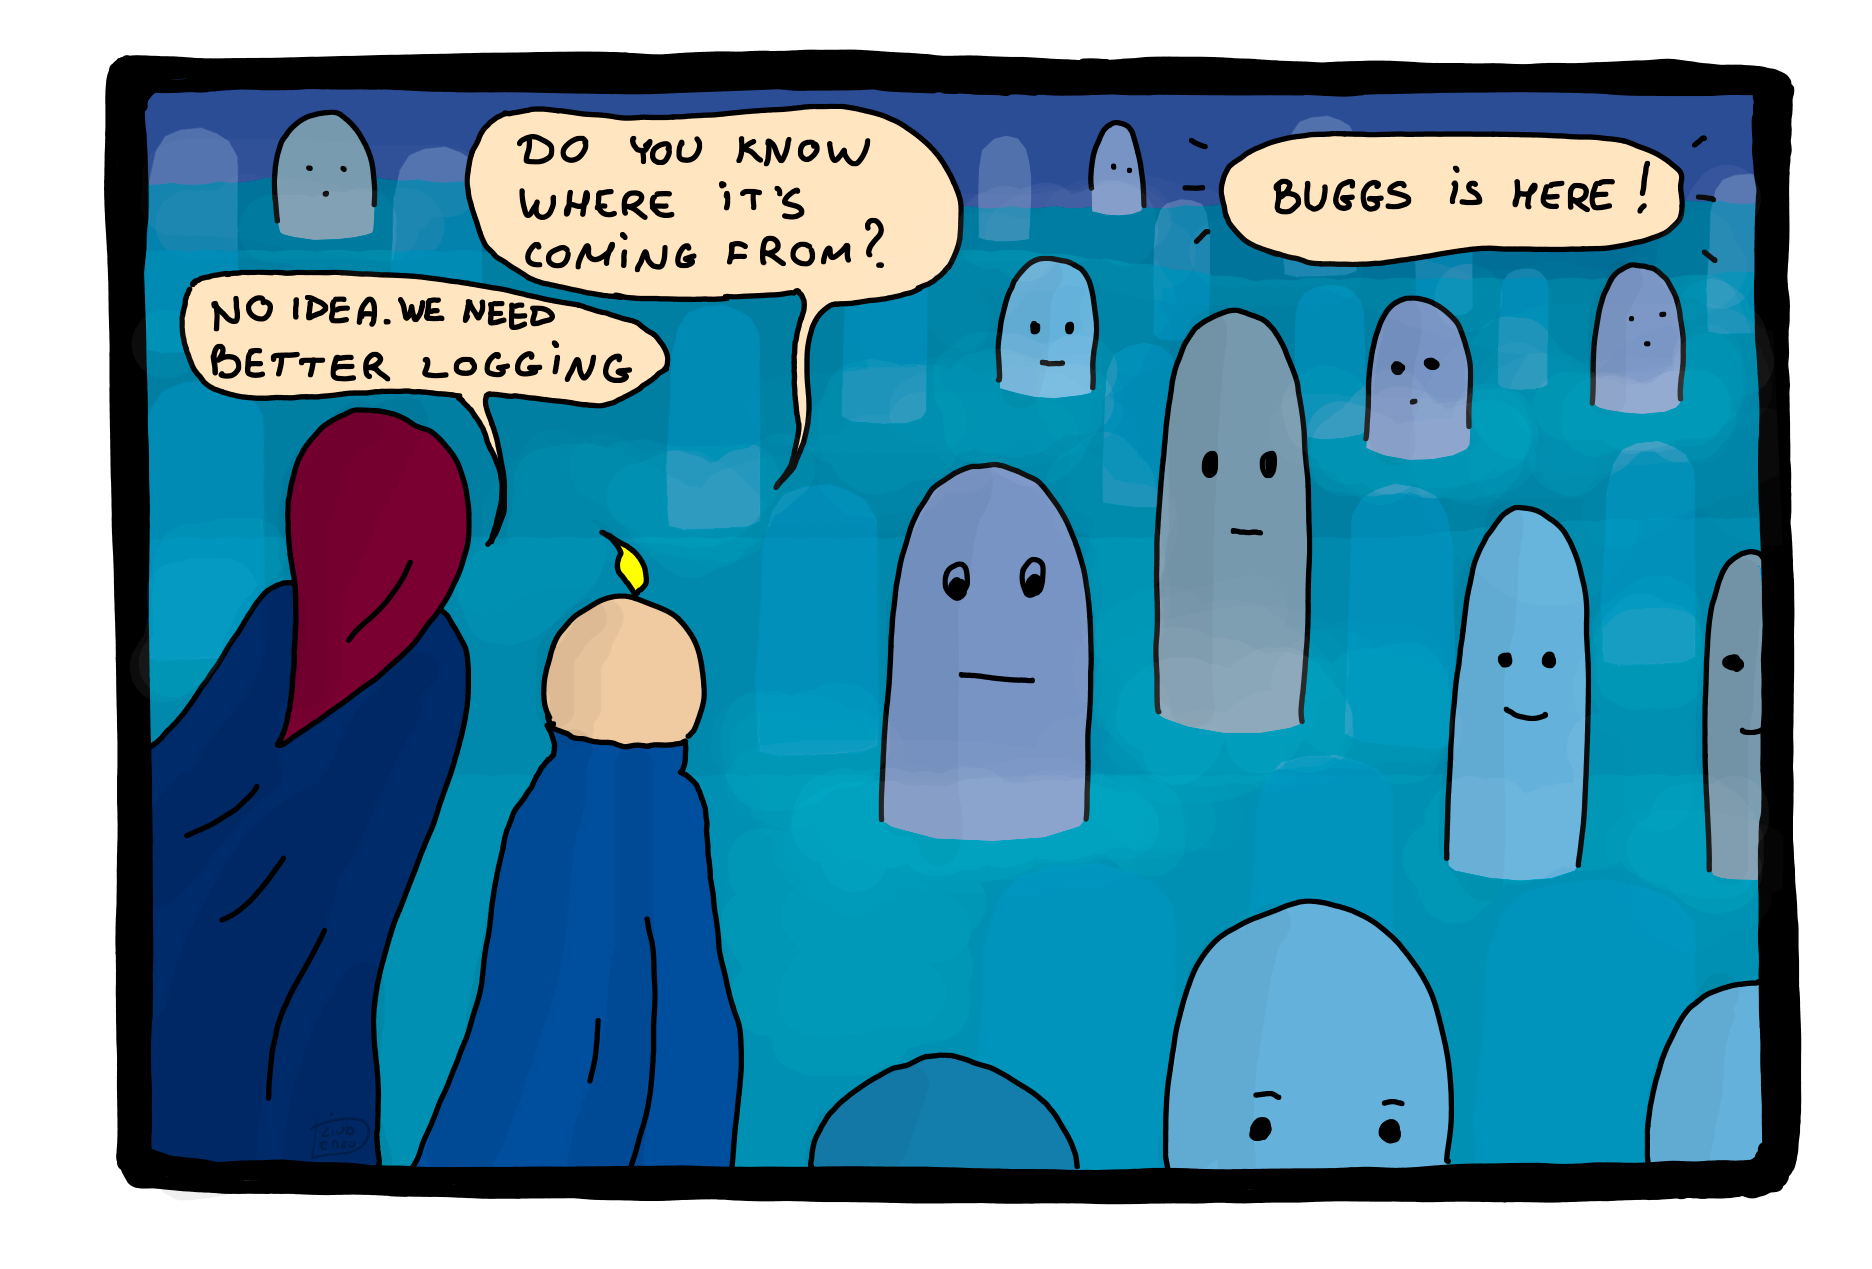 DO YOU KNOW
WHERE IT'S
COMING FROM?
NO IDEA. WE NEED
BETTER LOGGING
BUGGS IS HERE!